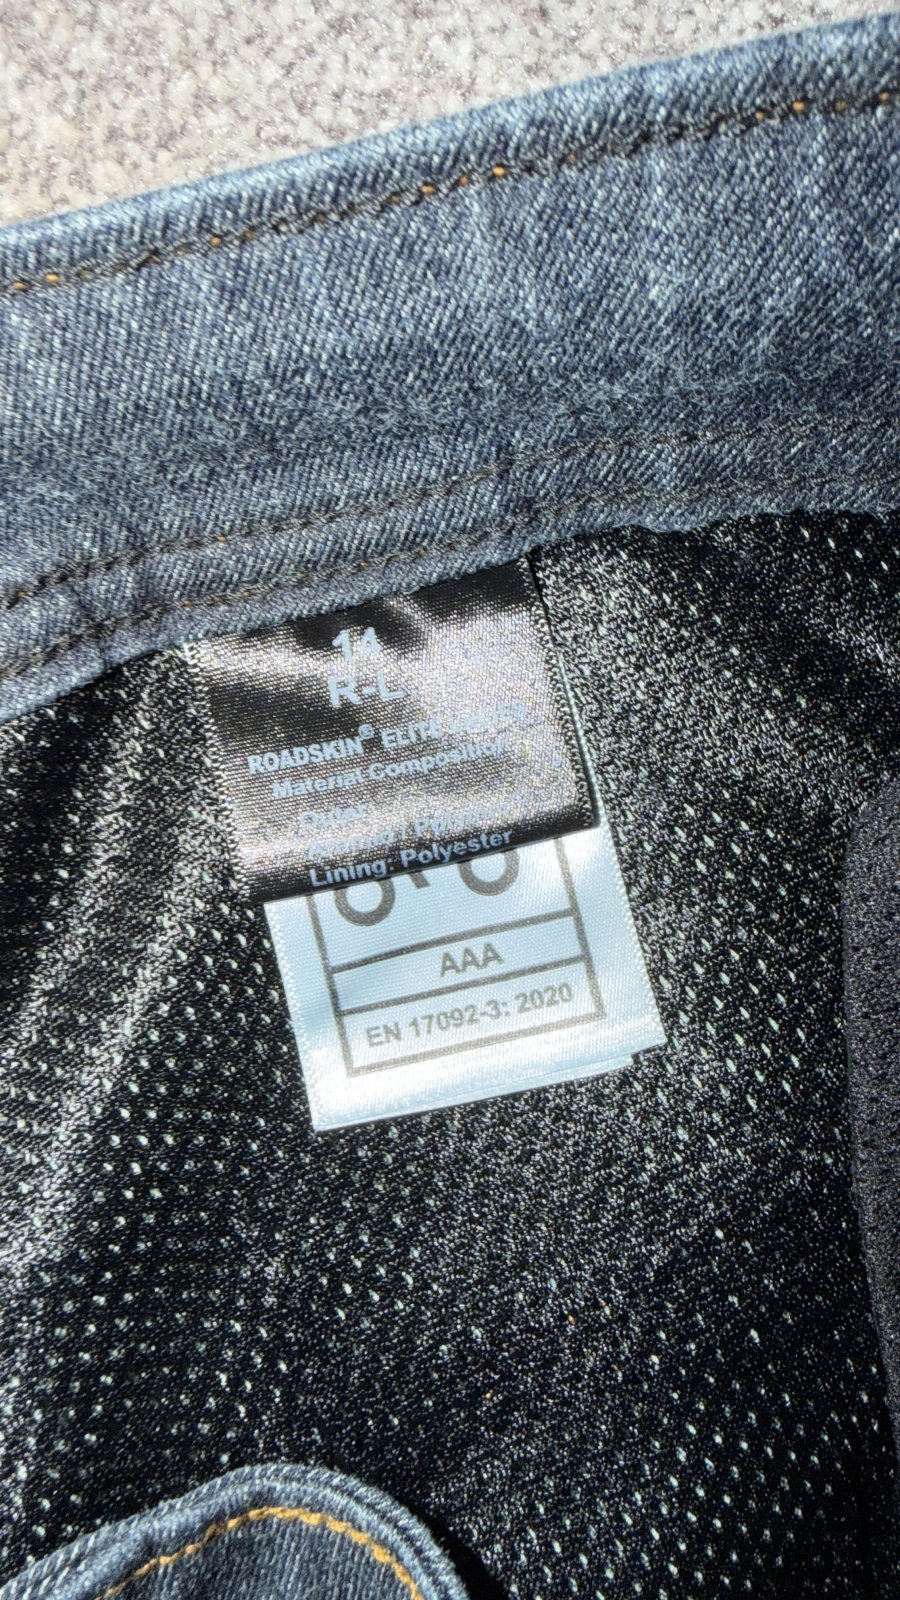 14
R-L
ROADSKIN® ELITE
Material Composition
Lining: Polyester
AAA
EN 17092-3: 2020